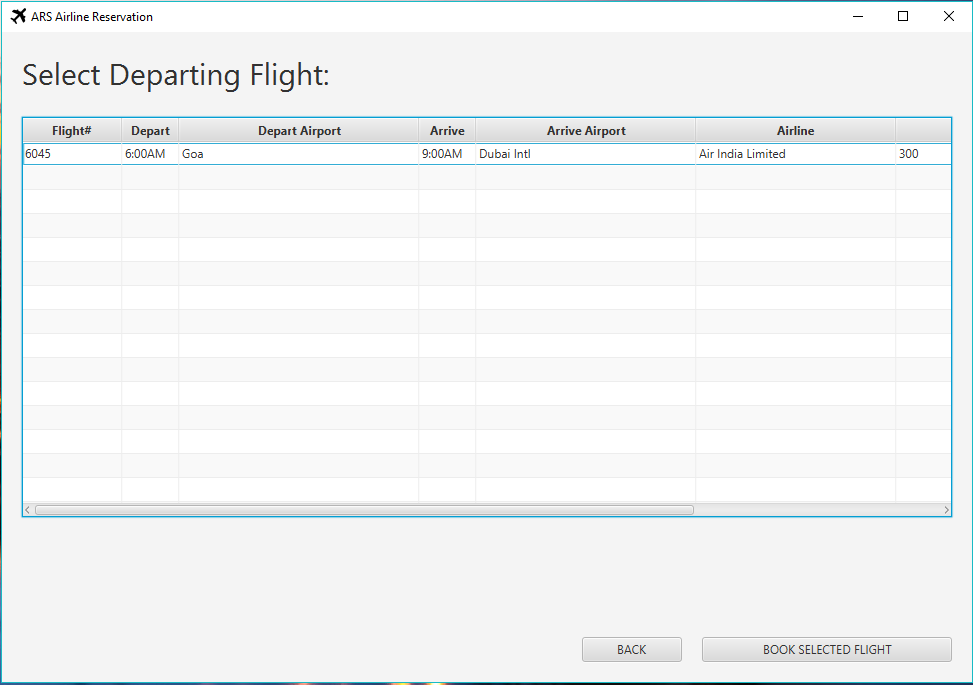 ARS Airline Reservation
Select Departing Flight:
Flight# Depart Depart Airport Arrive Arrive Airport Airline
6045 6:00AM Goa 9:00AM Dubai Intl Air India Limited 300
BACK BOOK SELECTED FLIGHT